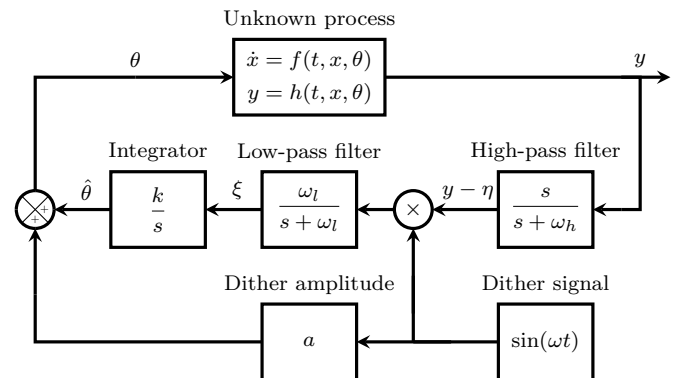 Unknown process
θ
ẋ = f(t, x, θ)
y = h(t, x, θ)
y
Integrator
Low-pass filter
High-pass filter
θ̂
k
s
ξ
ω_l
s + ω_l
×
y − η
s
s + ω_h
+
+
Dither amplitude
Dither signal
a
sin(ωt)